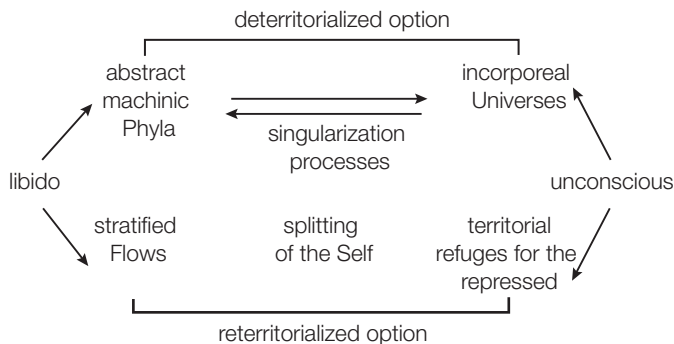 deterritorialized option
abstract
machinic
Phyla
incorporeal
Universes
singularization
processes
libido
unconscious
stratified
Flows
splitting
of the Self
territorial
refuges for the
repressed
reterritorialized option